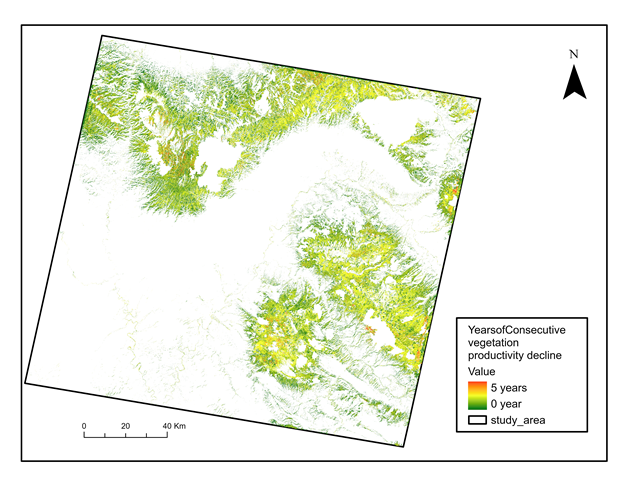 N
YearsofConsecutive
vegetation
productivity decline
Value
5 years
0 year
study_area
0 20 40 Km